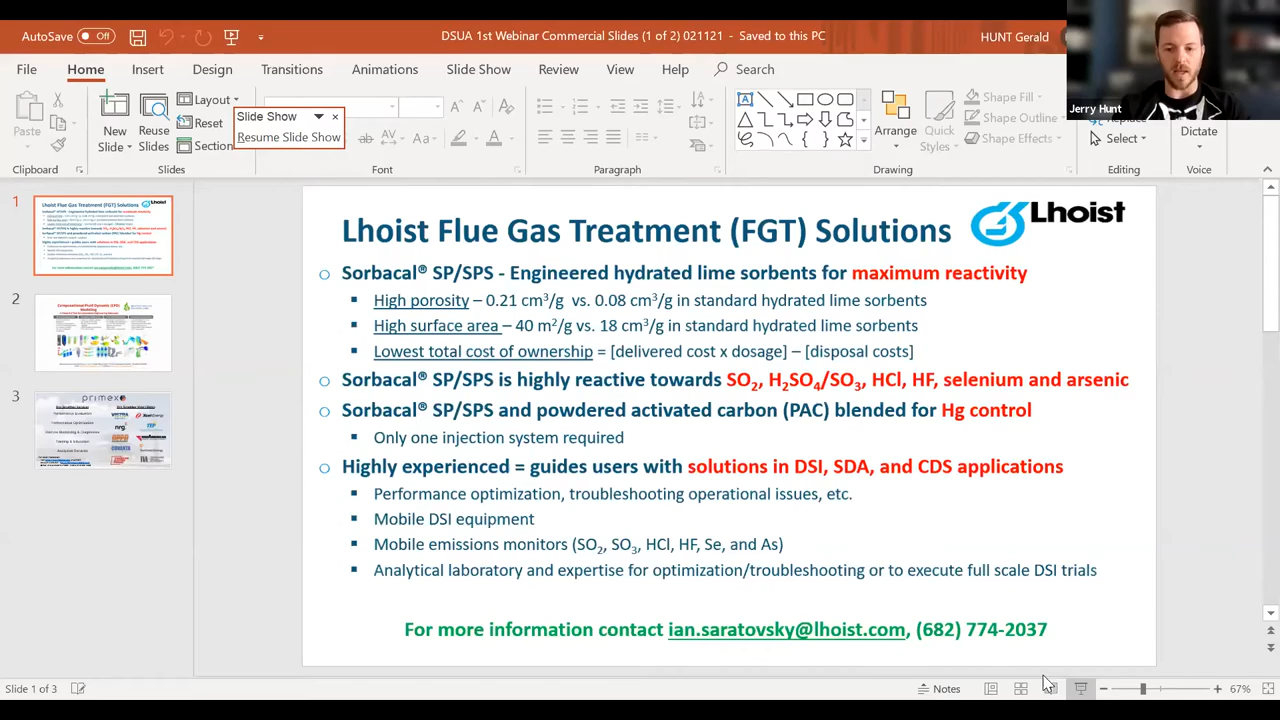 AutoSave Off
DSUA 1st Webinar Commercial Slides (1 of 2) 021121 - Saved to this PC
HUNT Gerald
File Home Insert Design Transitions Animations Slide Show Review View Help Search
Jerry Hunt
Paste
New Slide
Reuse Slides
Layout
Reset
Section
Slide Show
Resume Slide Show
Aa
Arrange
Quick Styles
Shape Fill
Shape Outline
Shape Effects
Replace
Select
Dictate
Clipboard Slides Font Paragraph Drawing Editing Voice
1
2
3
Lhoist Flue Gas Treatment (FGT) Solutions
Lhoist
Sorbacal® SP/SPS - Engineered hydrated lime sorbents for maximum reactivity
High porosity – 0.21 cm³/g vs. 0.08 cm³/g in standard hydrated lime sorbents
High surface area – 40 m²/g vs. 18 cm³/g in standard hydrated lime sorbents
Lowest total cost of ownership = [delivered cost x dosage] – [disposal costs]
Sorbacal® SP/SPS is highly reactive towards SO₂, H₂SO₄/SO₃, HCl, HF, selenium and arsenic
Sorbacal® SP/SPS and powdered activated carbon (PAC) blended for Hg control
Only one injection system required
Highly experienced = guides users with solutions in DSI, SDA, and CDS applications
Performance optimization, troubleshooting operational issues, etc.
Mobile DSI equipment
Mobile emissions monitors (SO₂, SO₃, HCl, HF, Se, and As)
Analytical laboratory and expertise for optimization/troubleshooting or to execute full scale DSI trials
For more information contact ian.saratovsky@lhoist.com, (682) 774-2037
Slide 1 of 3
Notes
67%